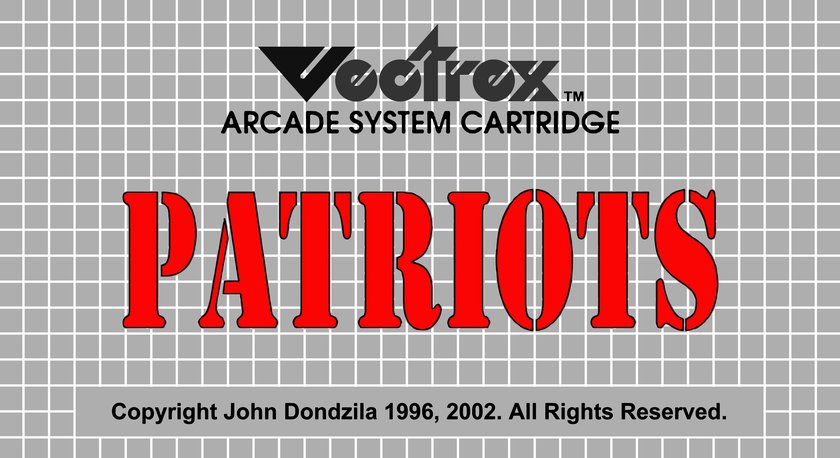 Vectrex™
ARCADE SYSTEM CARTRIDGE
PATRIOTS
Copyright John Dondzila 1996, 2002. All Rights Reserved.